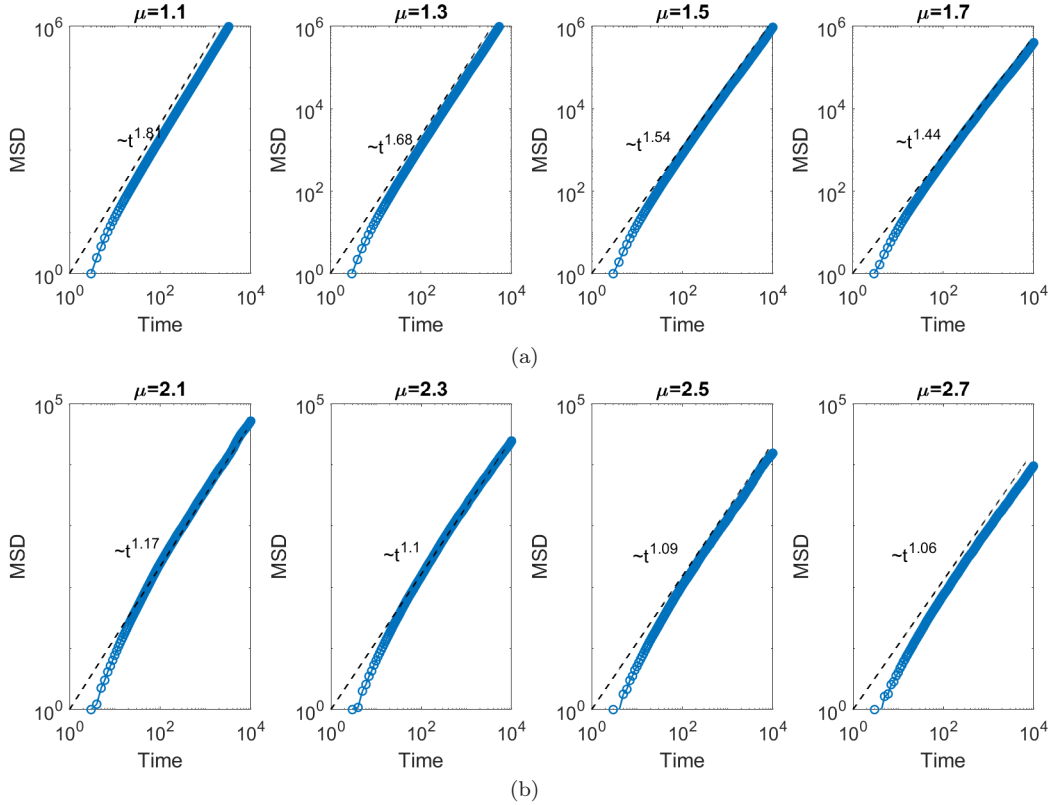 μ=1.1 μ=1.3 μ=1.5 μ=1.7
10^6 10^6 10^6 10^6
10^4 10^4 10^4
MSD MSD MSD MSD
~t^1.81 ~t^1.68 ~t^1.54 ~t^1.44
10^2 10^2 10^2
10^0 10^0 10^0 10^0
10^0 10^2 10^4 10^0 10^2 10^4 10^0 10^2 10^4 10^0 10^2 10^4
Time Time Time Time
(a)
μ=2.1 μ=2.3 μ=2.5 μ=2.7
10^5 10^5 10^5 10^5
MSD MSD MSD MSD
~t^1.17 ~t^1.1 ~t^1.09 ~t^1.06
10^0 10^0 10^0 10^0
10^0 10^2 10^4 10^0 10^2 10^4 10^0 10^2 10^4 10^0 10^2 10^4
Time Time Time Time
(b)